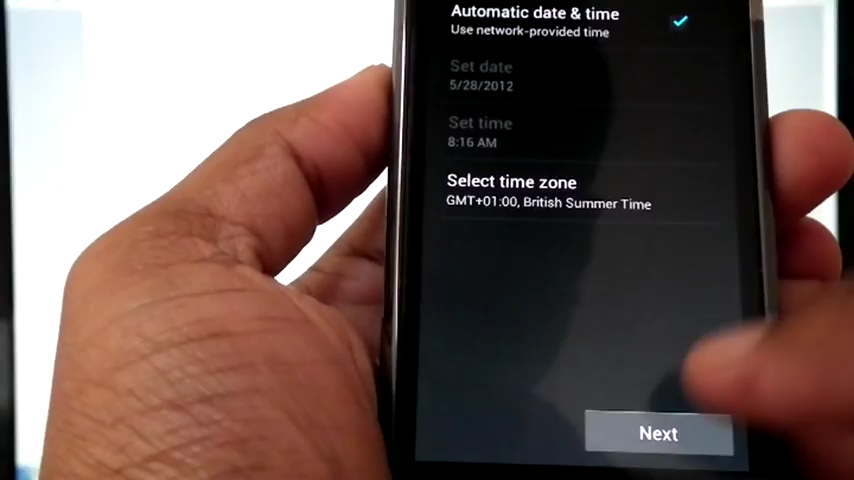 Automatic date & time
Use network-provided time
Set date
5/28/2012
Set time
8:16 AM
Select time zone
GMT+01:00, British Summer Time
Next